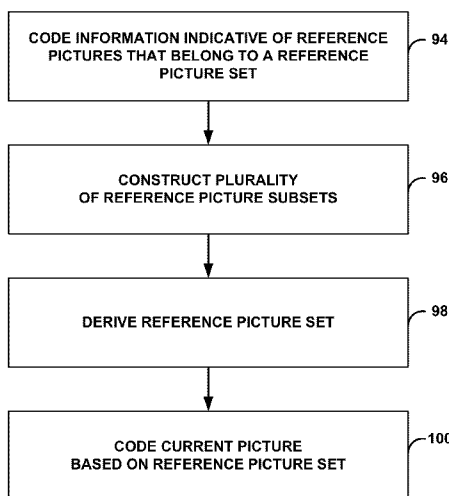 CODE INFORMATION INDICATIVE OF REFERENCE
PICTURES THAT BELONG TO A REFERENCE
PICTURE SET
94
CONSTRUCT PLURALITY
OF REFERENCE PICTURE SUBSETS
96
DERIVE REFERENCE PICTURE SET
98
CODE CURRENT PICTURE
BASED ON REFERENCE PICTURE SET
100